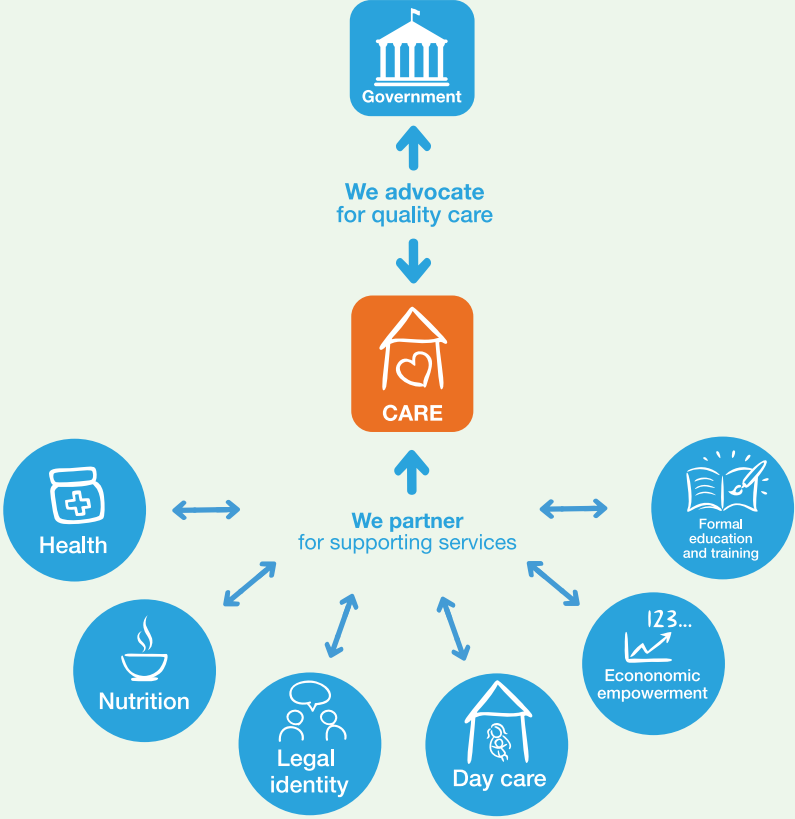 Government
We advocate
for quality care
CARE
We partner
for supporting services
Health
Nutrition
Legal
identity
Day care
123...
Econonomic
empowerment
Formal
education
and training